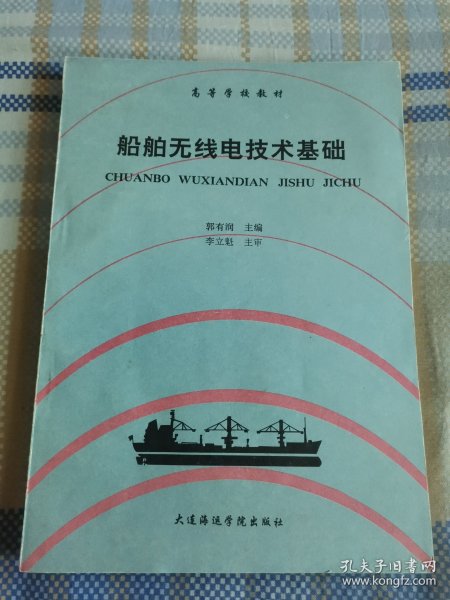 高等学校教材
船舶无线电技术基础
CHUANBO WUXIANDIAN JISHU JICHU
郭有润 主编
李立魁 主审
大连海运学院出版社
孔夫子旧书网
www.kongfz.com